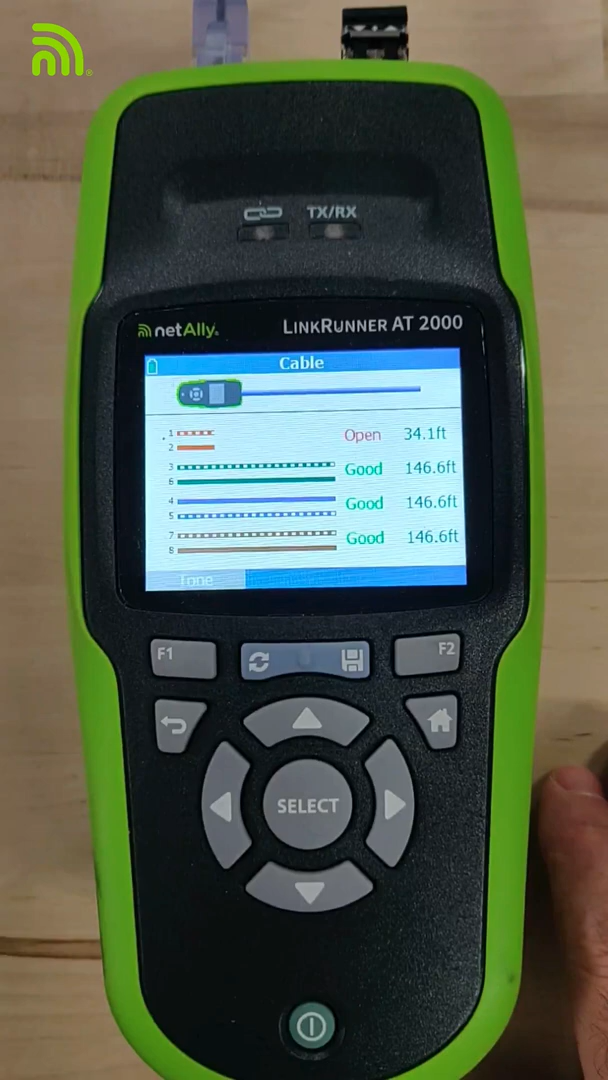 TX/RX
netAlly®
LINKRUNNER AT 2000
Cable
1
2
Open 34.1ft
3
6
Good 146.6ft
4
5
Good 146.6ft
7
8
Good 146.6ft
Tone
F1
F2
SELECT